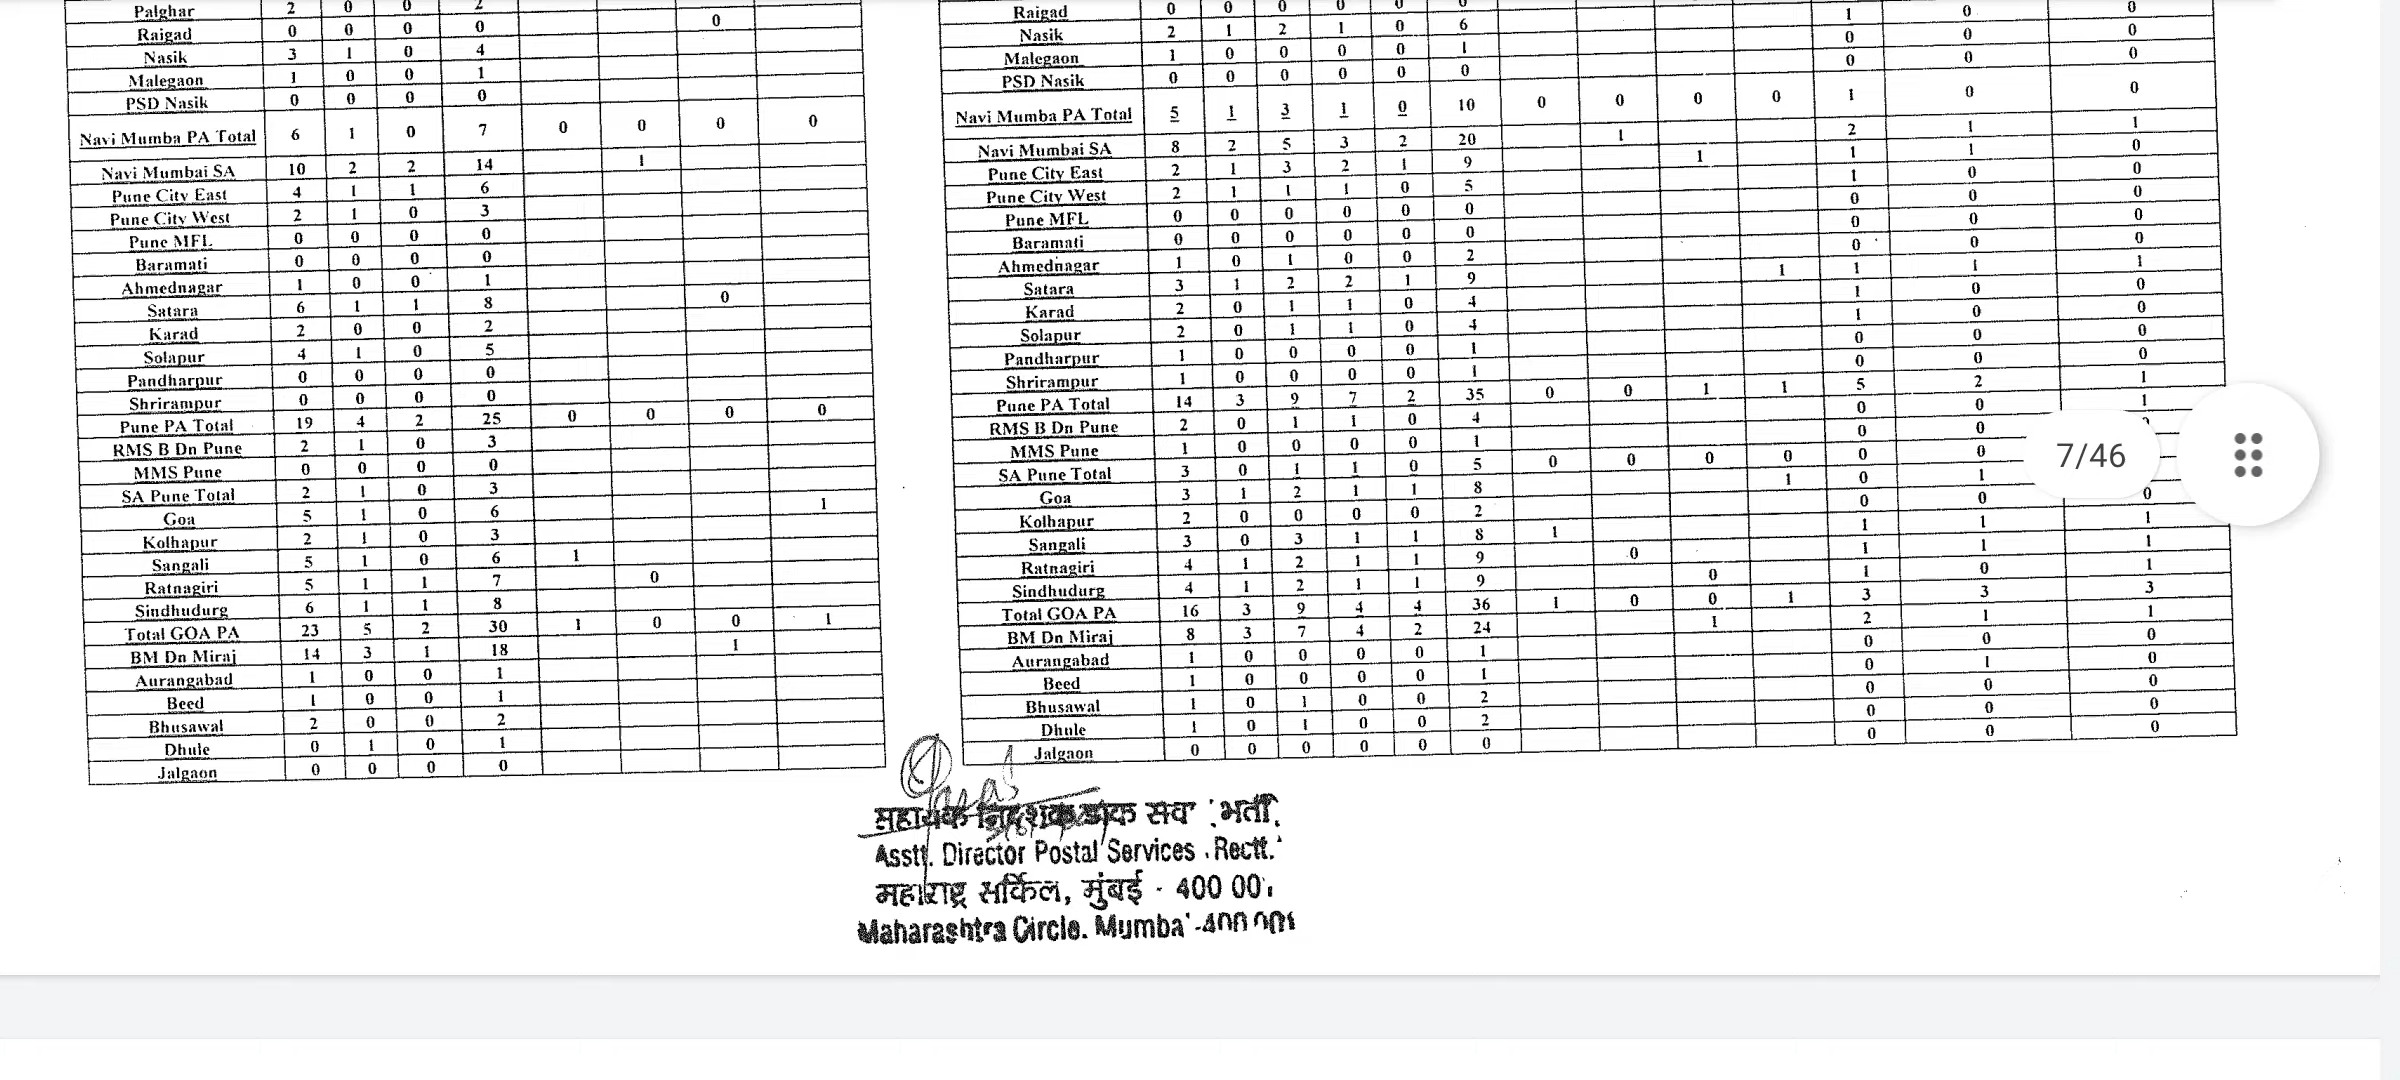 Palghar 2 0 0 2
Raigad 0 0 0 0 0
Nasik 3 1 0 4
Malegaon 1 0 0 1
PSD Nasik 0 0 0 0
Navi Mumba PA Total 6 1 0 7 0 0 0 0
Navi Mumbai SA 10 2 2 14 1
Pune City East 4 1 1 6
Pune City West 2 1 0 3
Pune MFL 0 0 0 0
Baramati 0 0 0 0
Ahmednagar 1 0 0 1
Satara 6 1 1 8 0
Karad 2 0 0 2
Solapur 4 1 0 5
Pandharpur 0 0 0 0
Shrirampur 0 0 0 0
Pune PA Total 19 4 2 25 0 0 0 0
RMS B Dn Pune 2 1 0 3
MMS Pune 0 0 0 0
SA Pune Total 2 1 0 3
Goa 5 1 0 6 1
Kolhapur 2 1 0 3
Sangali 5 1 0 6 1
Ratnagiri 5 1 1 7 0
Sindhudurg 6 1 1 8
Total GOA PA 23 5 2 30 1 0 0 1
BM Dn Miraj 14 3 1 18 1
Aurangabad 1 0 0 1
Beed 1 0 0 1
Bhusawal 2 0 0 2
Dhule 0 1 0 1
Jalgaon 0 0 0 0
Raigad 0 0 0 0 0 0 0
Nasik 2 1 2 1 0 6 1 0 0
Malegaon 1 0 0 0 0 1 0 0 0
PSD Nasik 0 0 0 0 0 0 0 0 0
Navi Mumba PA Total 5 1 3 1 0 10 0 0 0 0 1 0 0
Navi Mumbai SA 8 2 5 3 2 20 1 2 1 1
Pune City East 2 1 3 2 1 9 1 1 1 0
Pune City West 2 1 1 1 0 5 1 0 0
Pune MFL 0 0 0 0 0 0 0 0 0
Baramati 0 0 0 0 0 0 0 0 0
Ahmednagar 1 0 1 0 0 2 0 0 0
Satara 3 1 2 2 1 9 1 1 1 1
Karad 2 0 1 1 0 4 1 0 0
Solapur 2 0 1 1 0 4 1 0 0
Pandharpur 1 0 0 0 0 1 0 0 0
Shrirampur 1 0 0 0 0 1 0 0 0
Pune PA Total 14 3 9 7 2 35 0 0 1 1 5 2 1
RMS B Dn Pune 2 0 1 1 0 4 0 0 1
MMS Pune 1 0 0 0 0 1 0 0
SA Pune Total 3 0 1 1 0 5 0 0 0 0 0 0
Goa 3 1 2 1 1 8 1 0 1
Kolhapur 2 0 0 0 0 2 0 0 0
Sangali 3 0 3 1 1 8 1 1 1 1
Ratnagiri 4 1 2 1 1 9 0 1 1 1
Sindhudurg 4 1 2 1 1 9 0 1 0 1
Total GOA PA 16 3 9 4 4 36 1 0 0 1 3 3 3
BM Dn Miraj 8 3 7 4 2 24 1 2 1 1
Aurangabad 1 0 0 0 0 1 0 0 0
Beed 1 0 0 0 0 1 0 1 0
Bhusawal 1 0 1 0 0 2 0 0 0
Dhule 1 0 1 0 0 2 0 0 0
Jalgaon 0 0 0 0 0 0 0 0 0
7/46
सहायक निदेशक डाक सेवा भर्ती
Asstt. Director Postal Services . Rectt.
महाराष्ट्र सर्किल, मुंबई - 400 00
Maharashtra Circle. Mumba -400 001